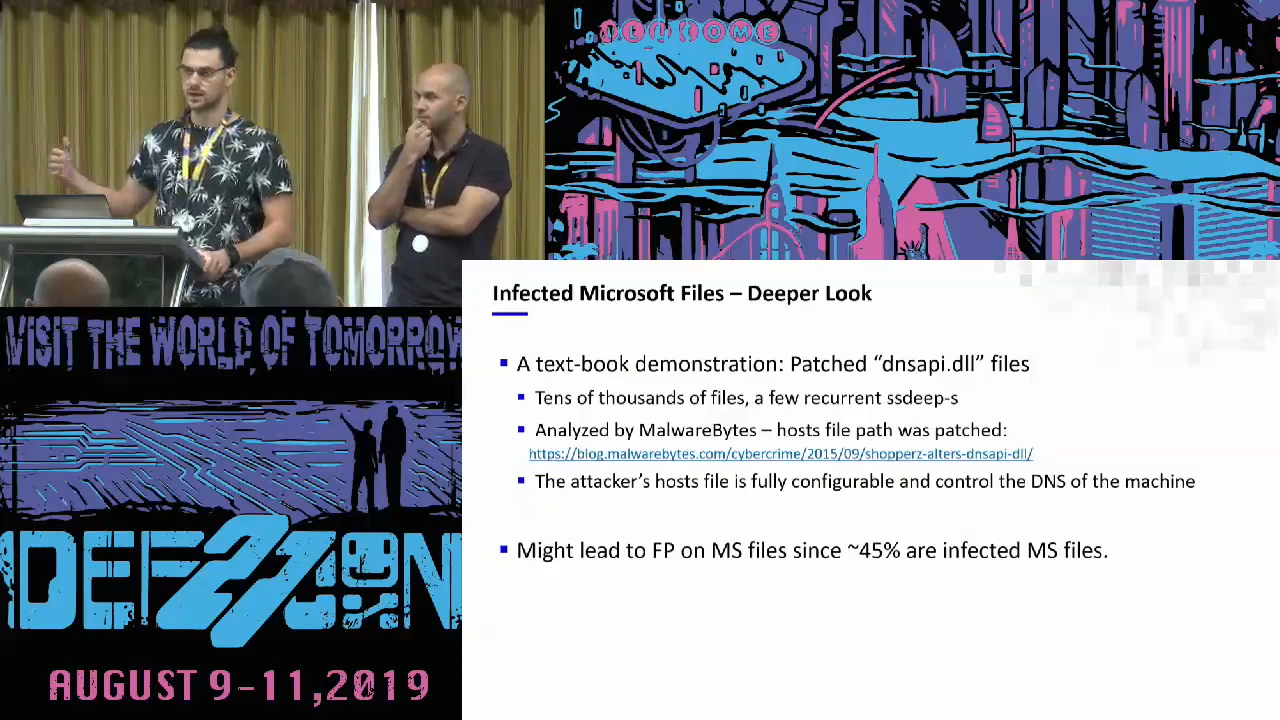 WELCOME
Infected Microsoft Files – Deeper Look
A text-book demonstration: Patched “dnsapi.dll” files
Tens of thousands of files, a few recurrent ssdeep-s
Analyzed by MalwareBytes – hosts file path was patched:
https://blog.malwarebytes.com/cybercrime/2015/09/shopperz-alters-dnsapi-dll/
The attacker’s hosts file is fully configurable and control the DNS of the machine
Might lead to FP on MS files since ~45% are infected MS files.
VISIT THE WORLD OF TOMORROW
DEF CON 27
AUGUST 9-11,2019